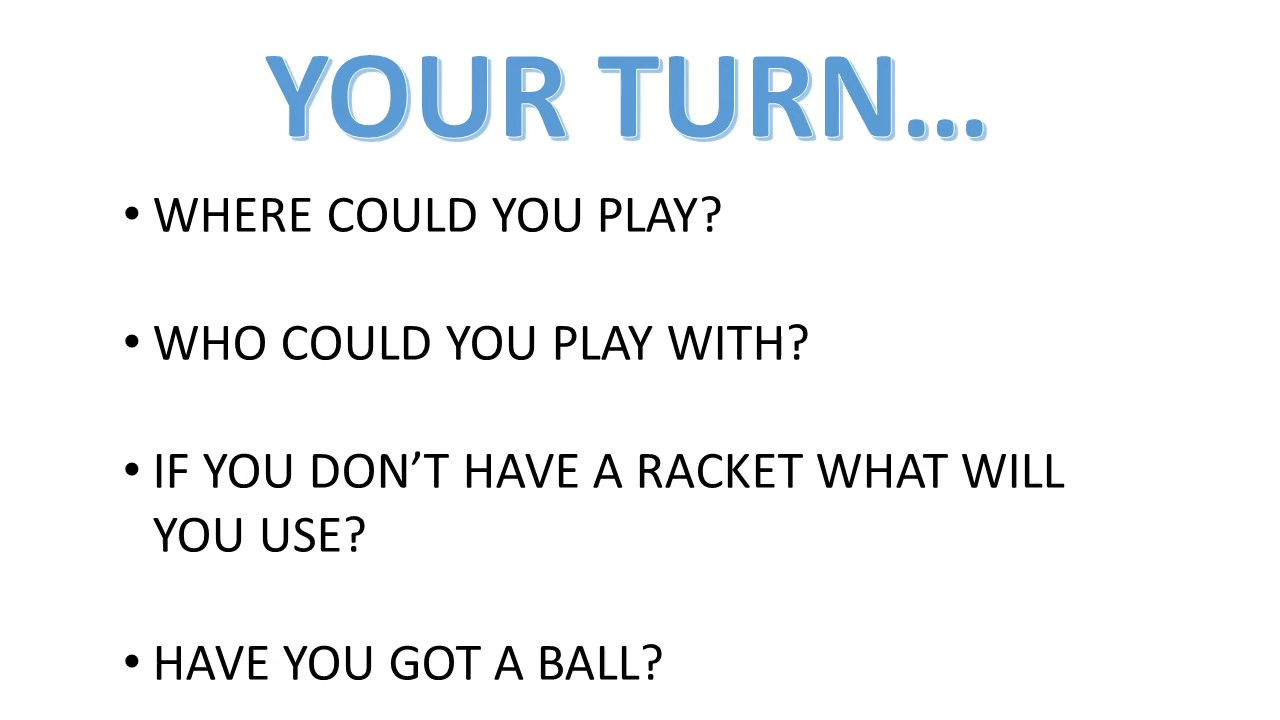 YOUR TURN...
• WHERE COULD YOU PLAY?
• WHO COULD YOU PLAY WITH?
• IF YOU DON’T HAVE A RACKET WHAT WILL
YOU USE?
• HAVE YOU GOT A BALL?